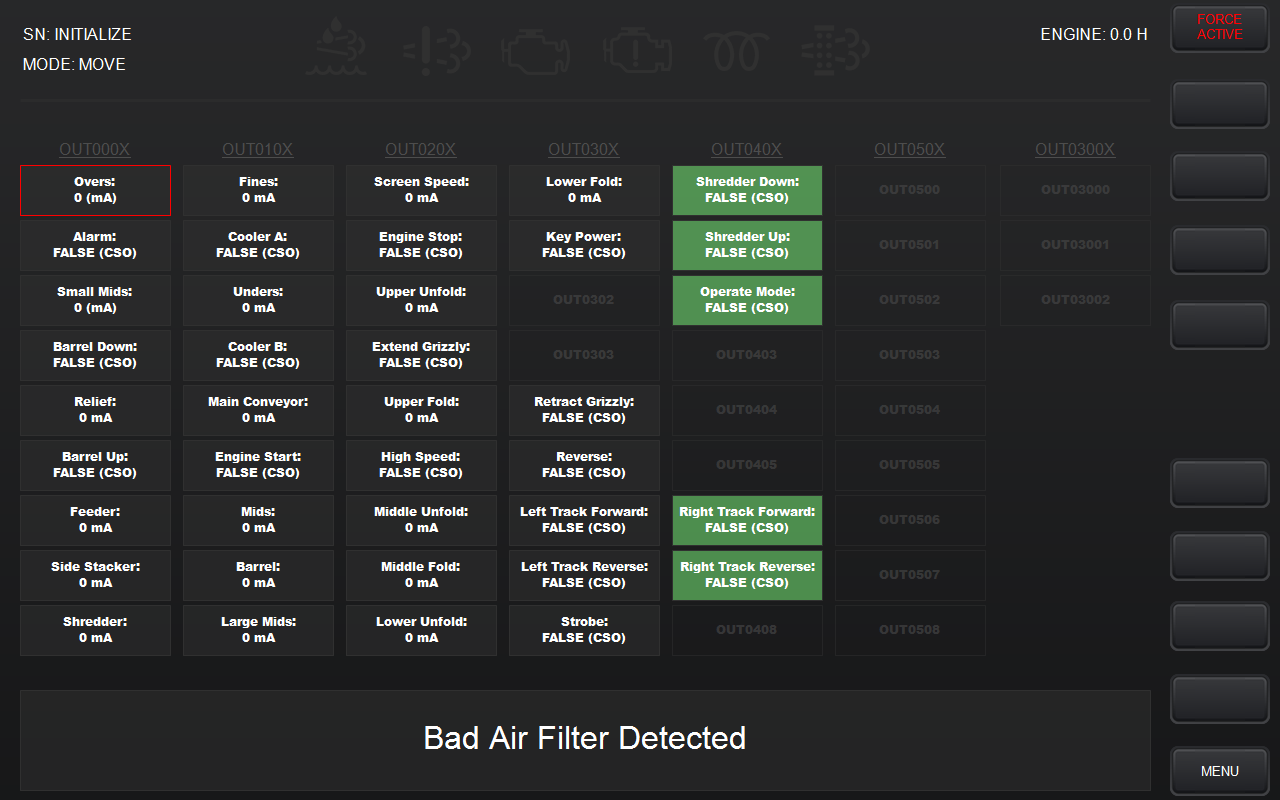 SN: INITIALIZE
MODE: MOVE
ENGINE: 0.0 H
FORCE
ACTIVE
OUT000X
OUT010X
OUT020X
OUT030X
OUT040X
OUT050X
OUT0300X
Overs:
0 (mA)
Fines:
0 mA
Screen Speed:
0 mA
Lower Fold:
0 mA
Shredder Down:
FALSE (CSO)
OUT0500
OUT03000
Alarm:
FALSE (CSO)
Cooler A:
FALSE (CSO)
Engine Stop:
FALSE (CSO)
Key Power:
FALSE (CSO)
Shredder Up:
FALSE (CSO)
OUT0501
OUT03001
Small Mids:
0 (mA)
Unders:
0 mA
Upper Unfold:
0 mA
OUT0302
Operate Mode:
FALSE (CSO)
OUT0502
OUT03002
Barrel Down:
FALSE (CSO)
Cooler B:
FALSE (CSO)
Extend Grizzly:
FALSE (CSO)
OUT0303
OUT0403
OUT0503
Relief:
0 mA
Main Conveyor:
0 mA
Upper Fold:
0 mA
Retract Grizzly:
FALSE (CSO)
OUT0404
OUT0504
Barrel Up:
FALSE (CSO)
Engine Start:
FALSE (CSO)
High Speed:
FALSE (CSO)
Reverse:
FALSE (CSO)
OUT0405
OUT0505
Feeder:
0 mA
Mids:
0 mA
Middle Unfold:
0 mA
Left Track Forward:
FALSE (CSO)
Right Track Forward:
FALSE (CSO)
OUT0506
Side Stacker:
0 mA
Barrel:
0 mA
Middle Fold:
0 mA
Left Track Reverse:
FALSE (CSO)
Right Track Reverse:
FALSE (CSO)
OUT0507
Shredder:
0 mA
Large Mids:
0 mA
Lower Unfold:
0 mA
Strobe:
FALSE (CSO)
OUT0408
OUT0508
Bad Air Filter Detected
MENU